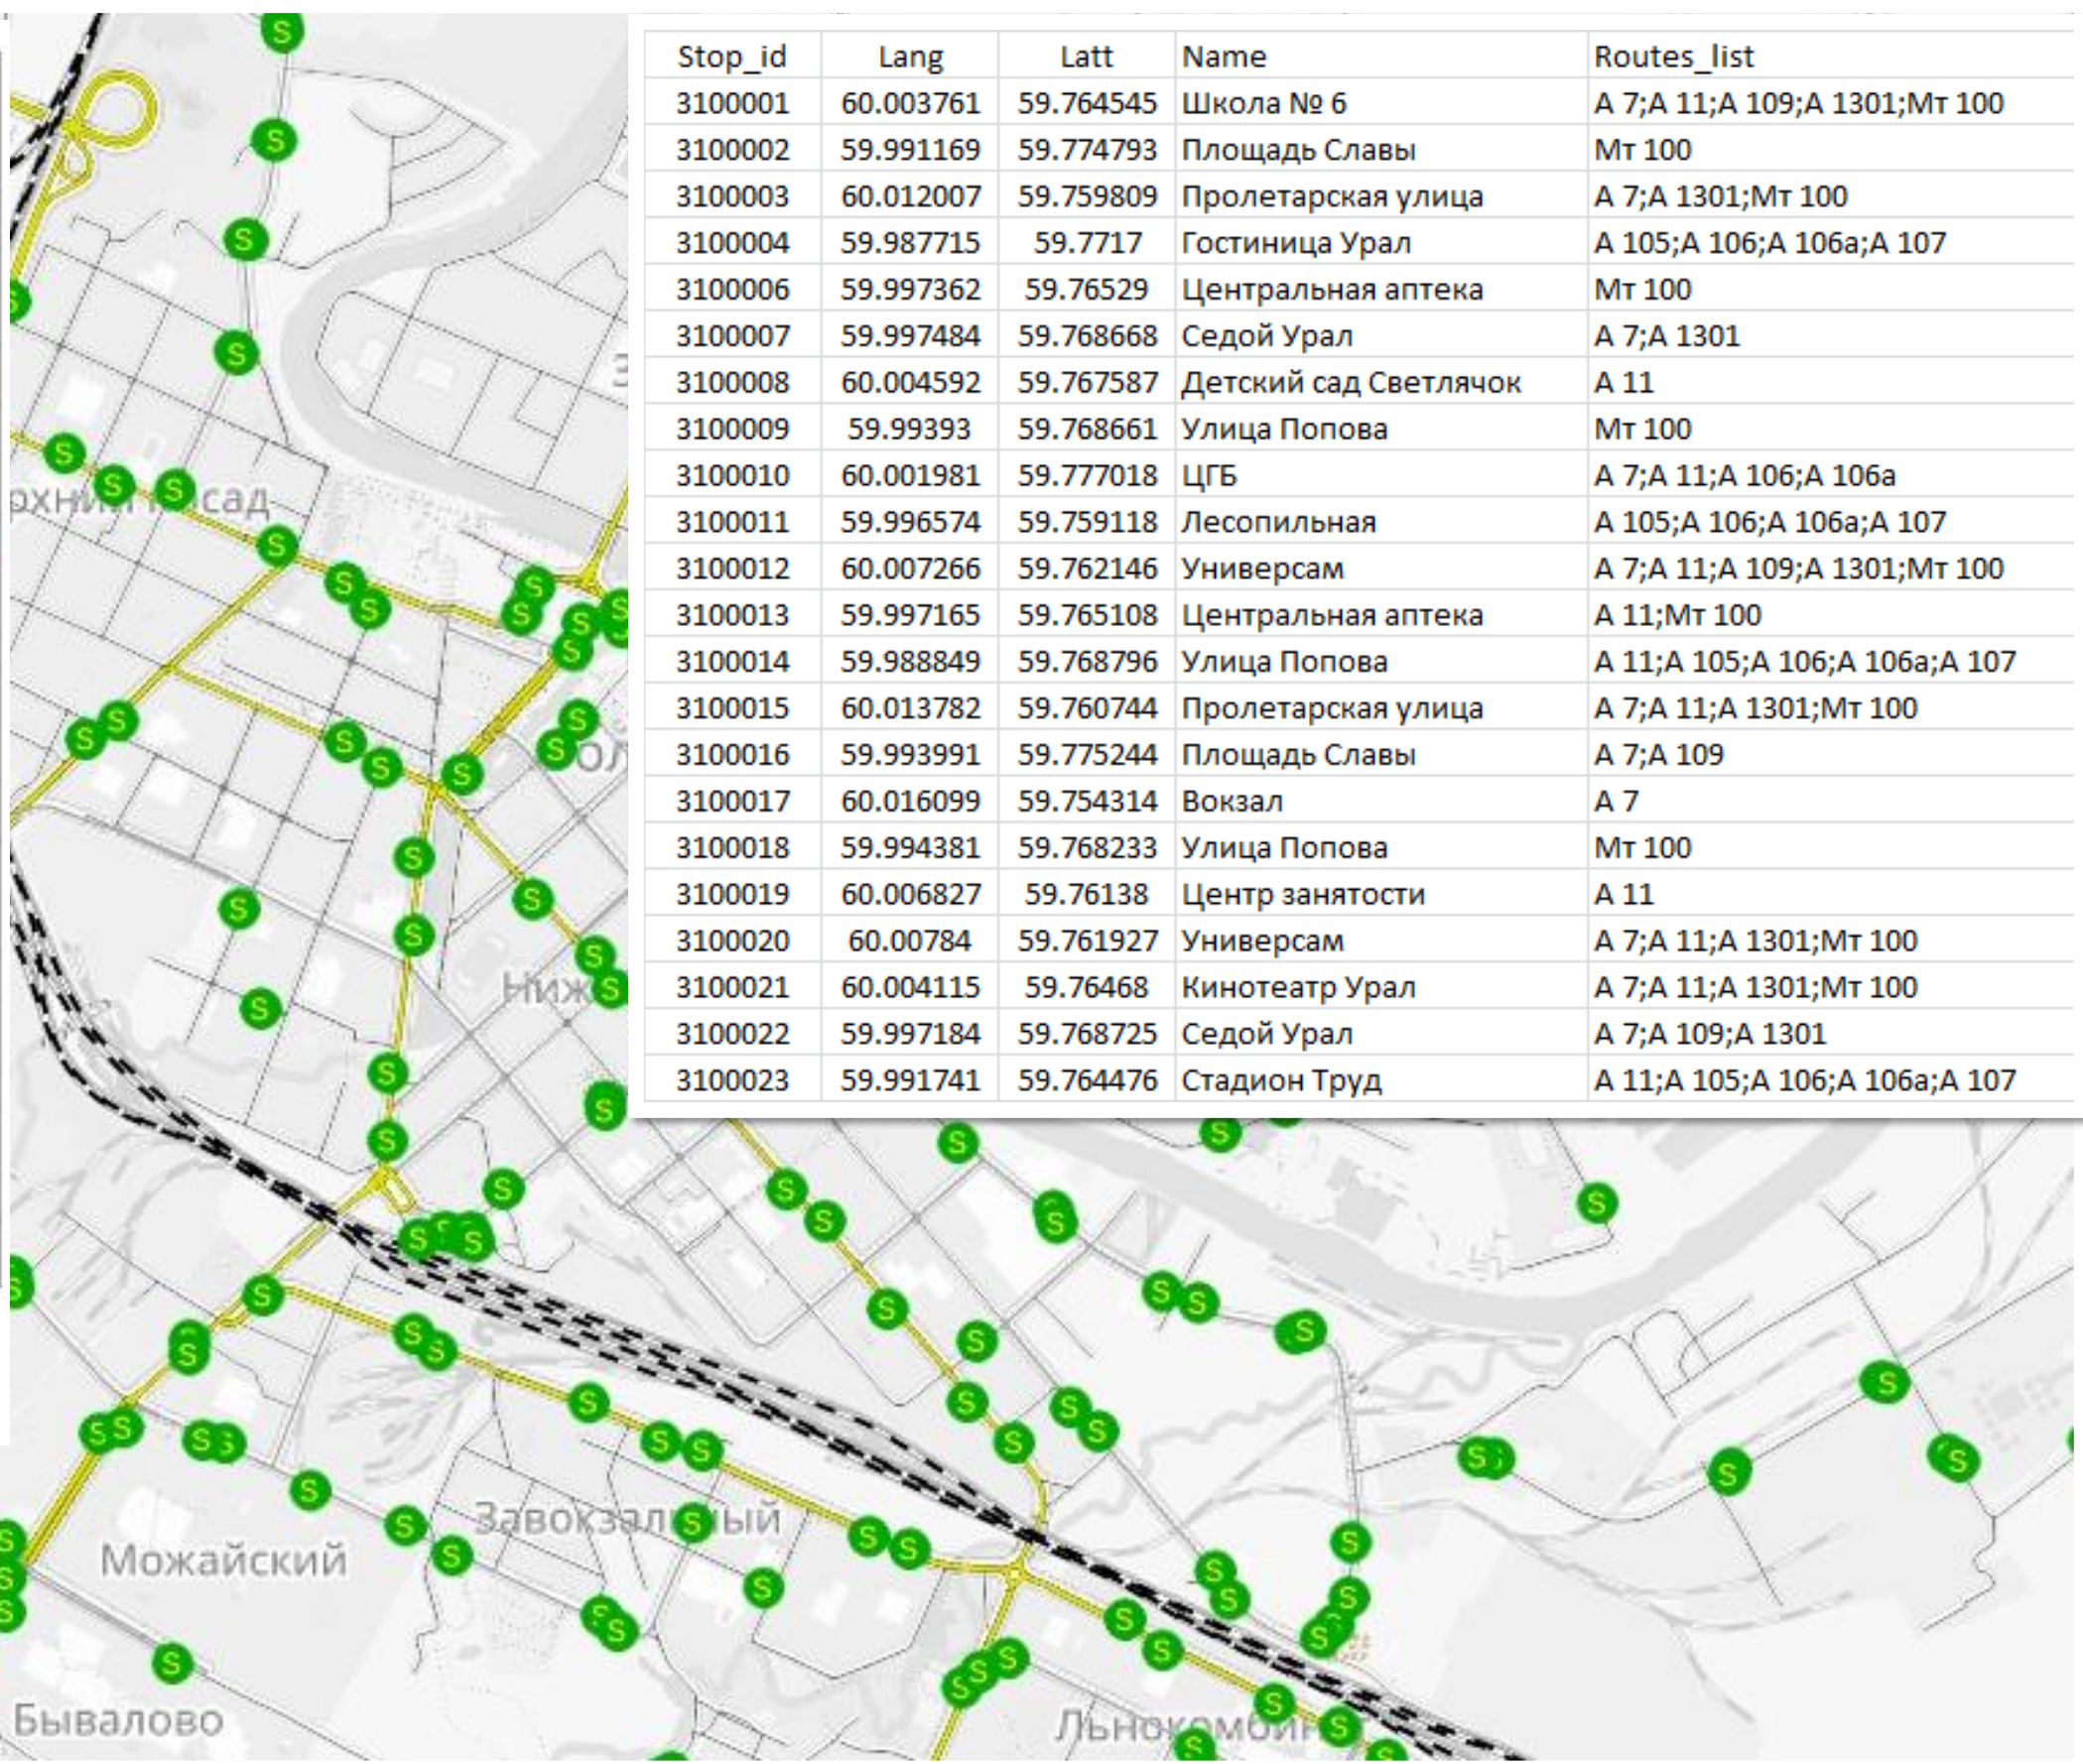 Stop_id Lang Latt Name Routes_list
3100001 60.003761 59.764545 Школа № 6 А 7;А 11;А 109;А 1301;Мт 100
3100002 59.991169 59.774793 Площадь Славы Мт 100
3100003 60.012007 59.759809 Пролетарская улица А 7;А 1301;Мт 100
3100004 59.987715 59.7717 Гостиница Урал А 105;А 106;А 106а;А 107
3100006 59.997362 59.76529 Центральная аптека Мт 100
3100007 59.997484 59.768668 Седой Урал А 7;А 1301
3100008 60.004592 59.767587 Детский сад Светлячок А 11
3100009 59.99393 59.768661 Улица Попова Мт 100
3100010 60.001981 59.777018 ЦГБ А 7;А 11;А 106;А 106а
3100011 59.996574 59.759118 Лесопильная А 105;А 106;А 106а;А 107
3100012 60.007266 59.762146 Универсам А 7;А 11;А 109;А 1301;Мт 100
3100013 59.997165 59.765108 Центральная аптека А 11;Мт 100
3100014 59.988849 59.768796 Улица Попова А 11;А 105;А 106;А 106а;А 107
3100015 60.013782 59.760744 Пролетарская улица А 7;А 11;А 1301;Мт 100
3100016 59.993991 59.775244 Площадь Славы А 7;А 109
3100017 60.016099 59.754314 Вокзал А 7
3100018 59.994381 59.768233 Улица Попова Мт 100
3100019 60.006827 59.76138 Центр занятости А 11
3100020 60.00784 59.761927 Универсам А 7;А 11;А 1301;Мт 100
3100021 60.004115 59.76468 Кинотеатр Урал А 7;А 11;А 1301;Мт 100
3100022 59.997184 59.768725 Седой Урал А 7;А 109;А 1301
3100023 59.991741 59.764476 Стадион Труд А 11;А 105;А 106;А 106а;А 107
Завокзальный
Можайский
Бывалово
Льнокомбинат